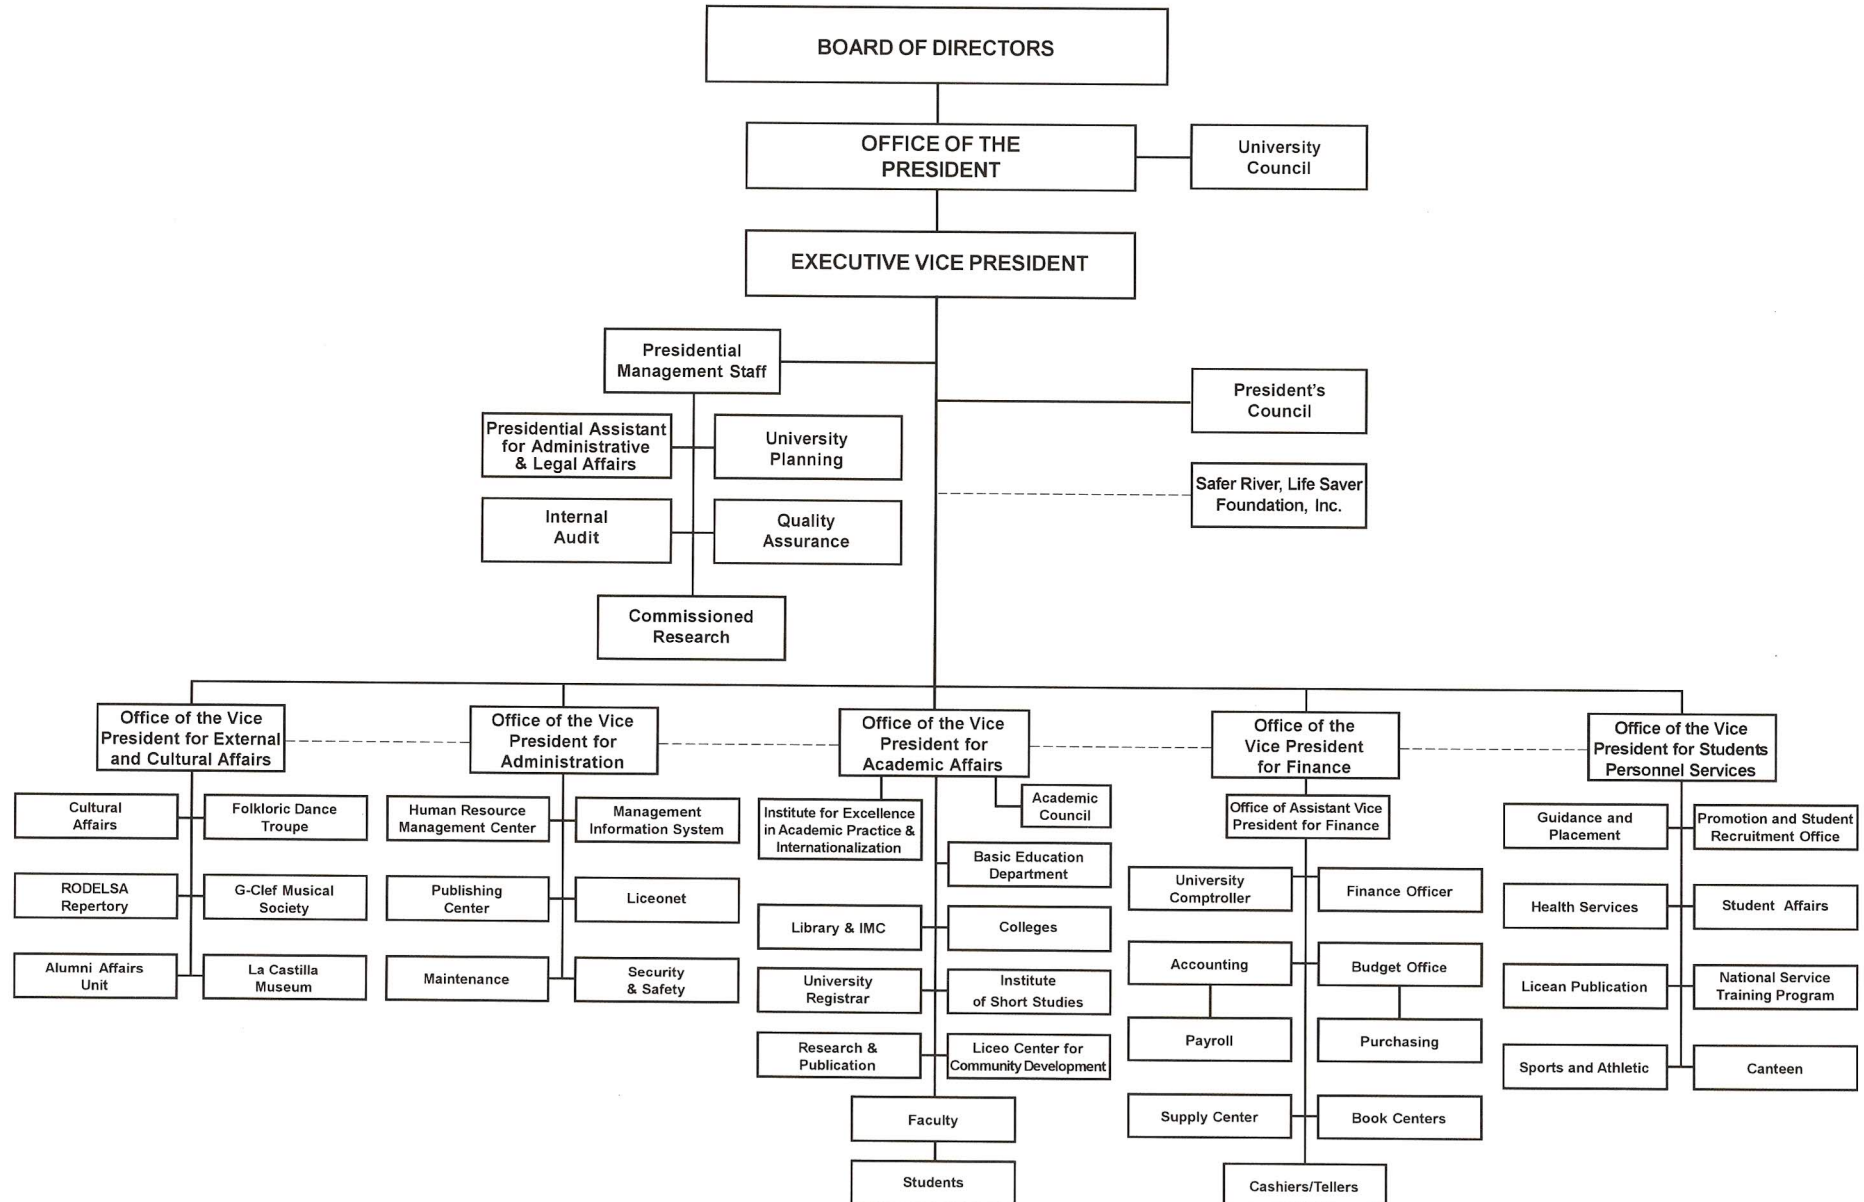 BOARD OF DIRECTORS
OFFICE OF THE
PRESIDENT
University
Council
EXECUTIVE VICE PRESIDENT
Presidential
Management Staff
President's
Council
Presidential Assistant
for Administrative
& Legal Affairs
University
Planning
Safer River, Life Saver
Foundation, Inc.
Internal
Audit
Quality
Assurance
Commissioned
Research
Office of the Vice
President for External
and Cultural Affairs
Office of the Vice
President for
Administration
Office of the Vice
President for
Academic Affairs
Office of the
Vice President
for Finance
Office of the Vice
President for Students
Personnel Services
Cultural
Affairs
Folkloric Dance
Troupe
RODELSA
Repertory
G-Clef Musical
Society
Alumni Affairs
Unit
La Castilla
Museum
Human Resource
Management Center
Management
Information System
Publishing
Center
Liceonet
Maintenance
Security
& Safety
Institute for Excellence
in Academic Practice &
Internationalization
Academic
Council
Basic Education
Department
Library & IMC
Colleges
University
Registrar
Institute
of Short Studies
Research &
Publication
Liceo Center for
Community Development
Faculty
Students
Office of Assistant Vice
President for Finance
University
Comptroller
Finance Officer
Accounting
Budget Office
Payroll
Purchasing
Supply Center
Book Centers
Cashiers/Tellers
Guidance and
Placement
Promotion and Student
Recruitment Office
Health Services
Student Affairs
Licean Publication
National Service
Training Program
Sports and Athletic
Canteen